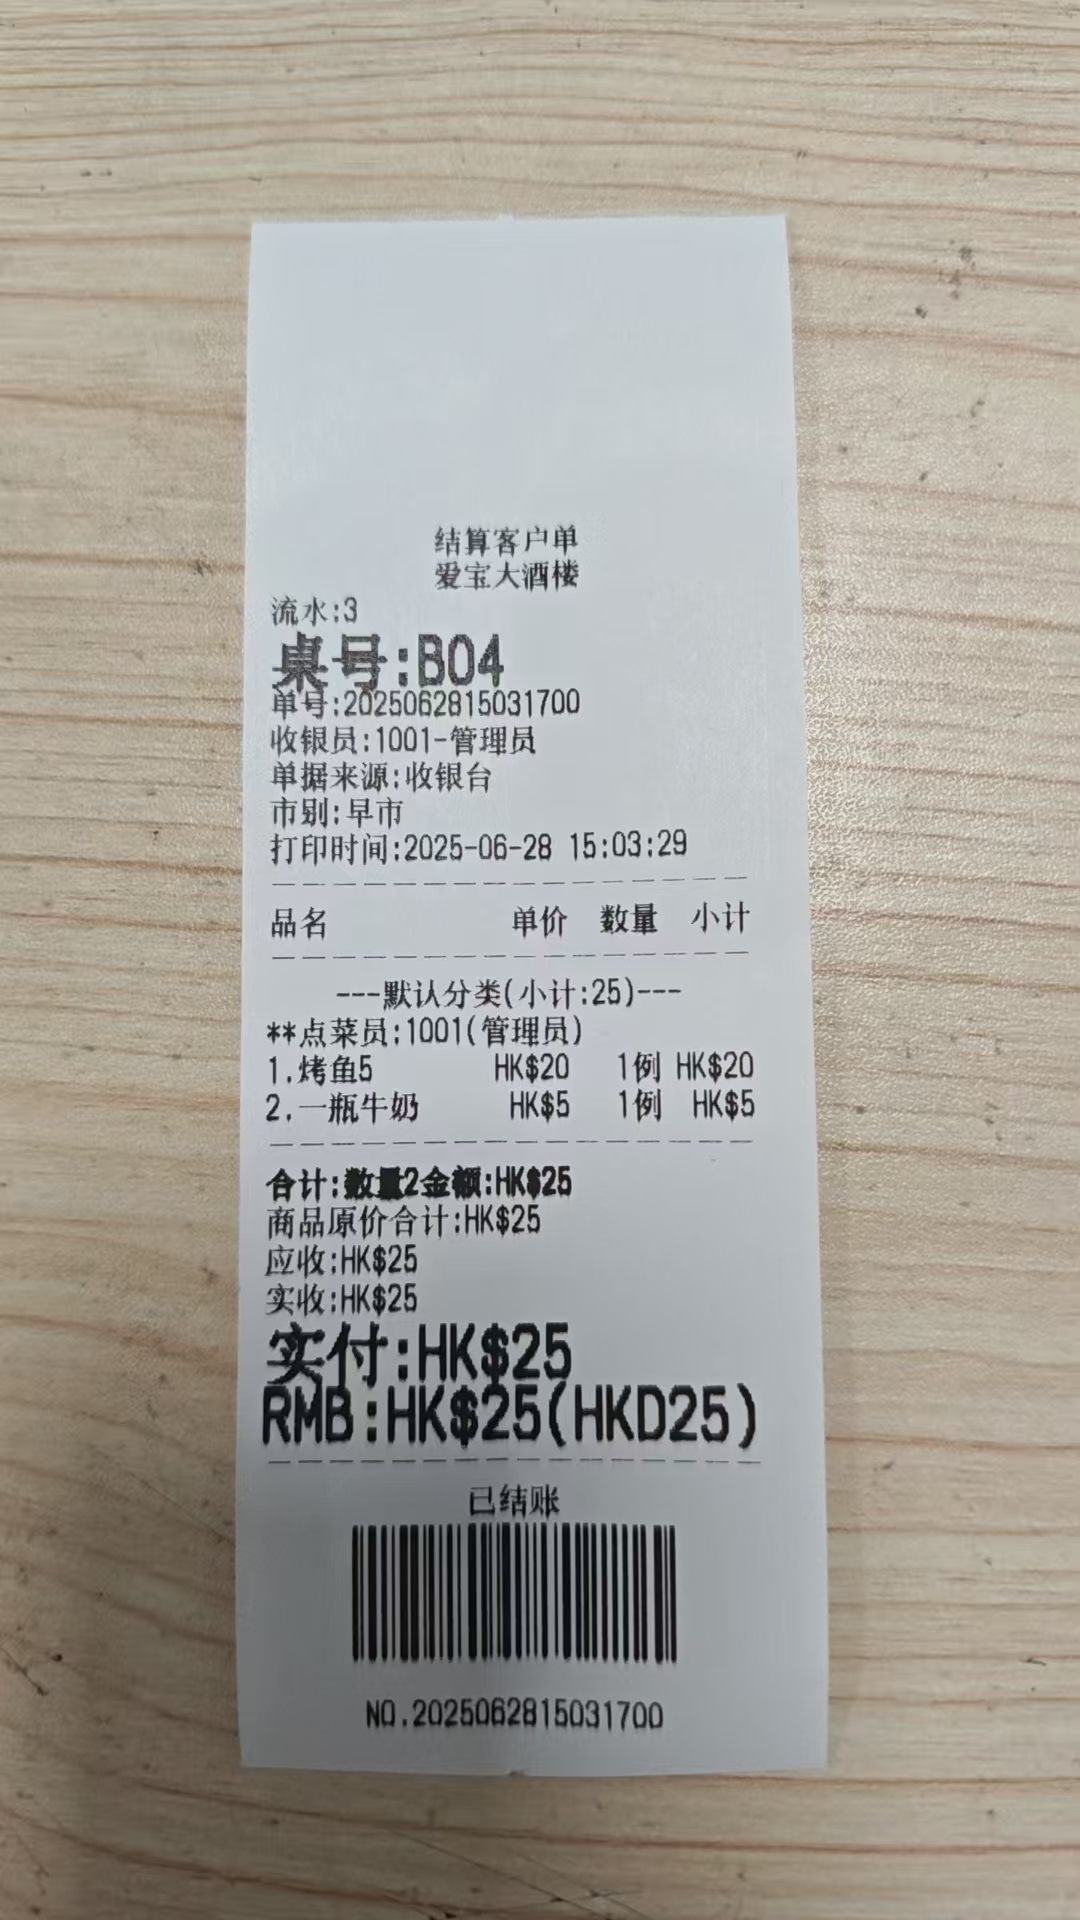 结算客户单
爱宝大酒楼
流水:3
桌号:B04
单号:2025062815031700
收银员:1001-管理员
单据来源:收银台
市别:早市
打印时间:2025-06-28 15:03:29
品名 单价 数量 小计
---默认分类(小计:25)---
**点菜员:1001(管理员)
1.烤鱼5 HK$20 1例 HK$20
2.一瓶牛奶 HK$5 1例 HK$5
合计:数量2金额:HK$25
商品原价合计:HK$25
应收:HK$25
实收:HK$25
实付:HK$25
RMB:HK$25(HKD25)
已结账
NO.2025062815031700